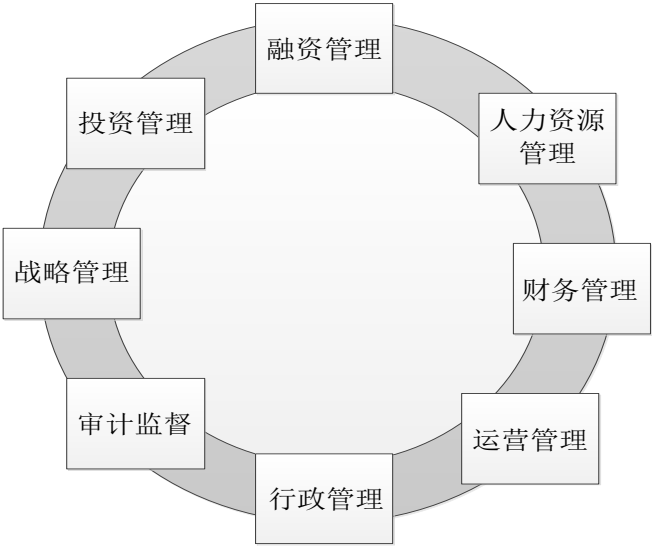 融资管理
投资管理
人力资源
管理
战略管理
财务管理
审计监督
运营管理
行政管理